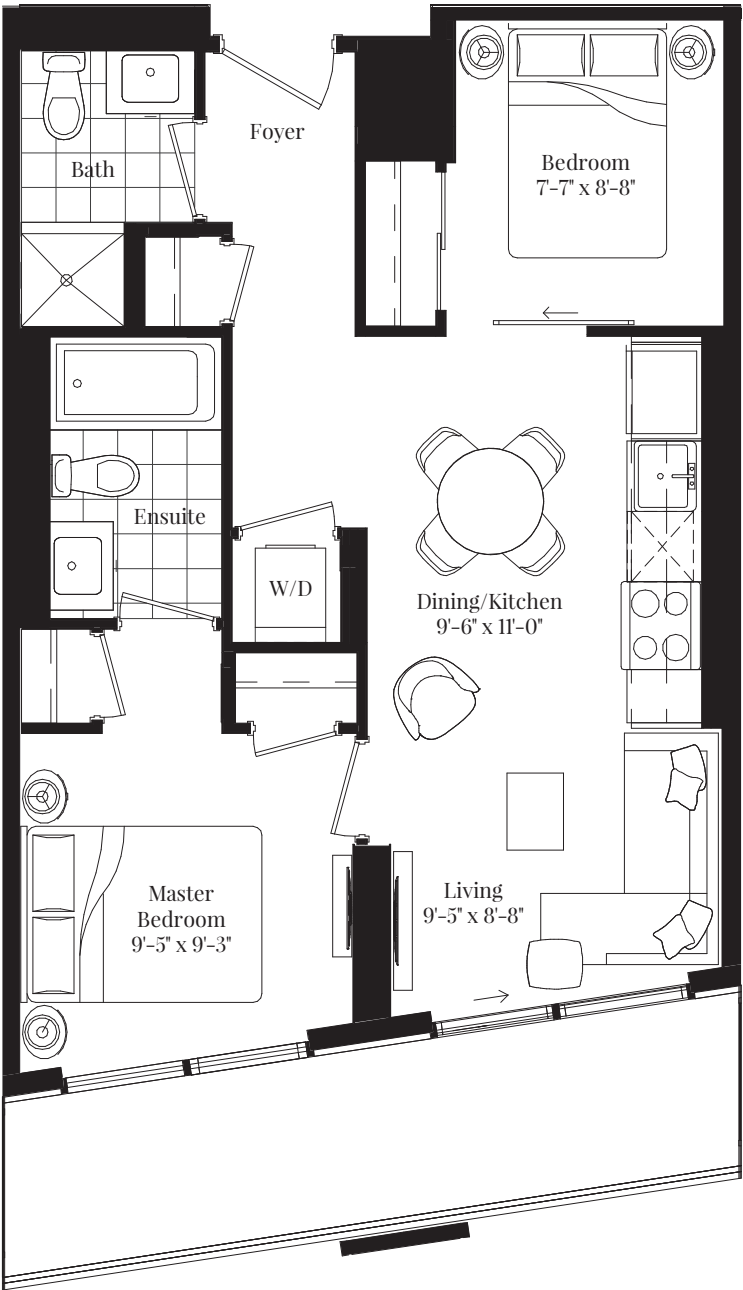 Foyer
Bath
Bedroom
7'-7" x 8'-8"
Ensuite
W/D
Dining/Kitchen
9'-6" x 11'-0"
Master
Bedroom
9'-5" x 9'-3"
Living
9'-5" x 8'-8"